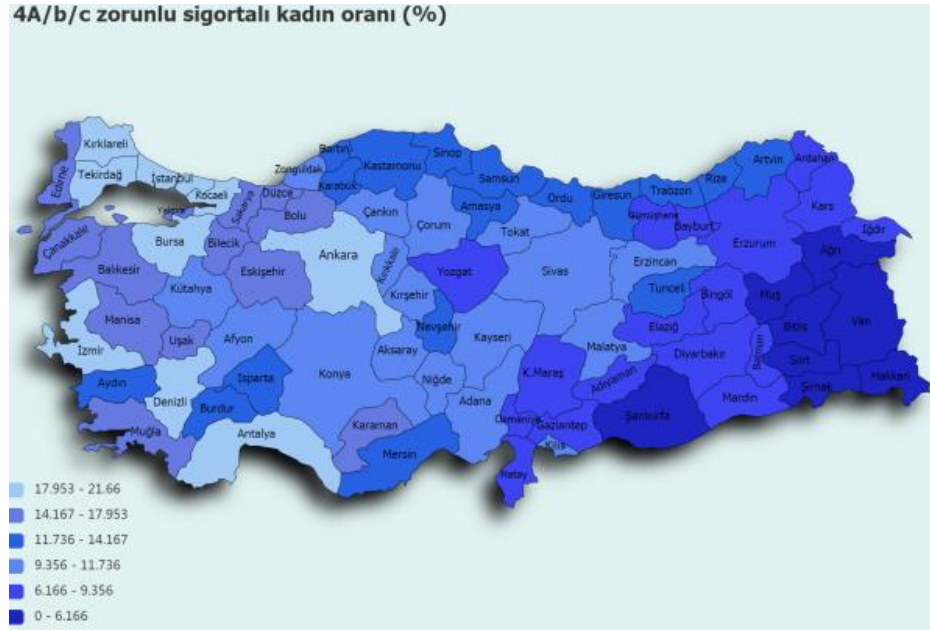 4A/b/c zorunlu sigortalı kadın oranı (%)
Kırklareli
Edirne
Tekirdağ
İstanbul
Kocaeli
Yalova
Sakarya
Düzce
Zonguldak
Bartın
Karabük
Kastamonu
Sinop
Samsun
Ordu
Giresun
Trabzon
Rize
Artvin
Ardahan
Kars
Iğdır
Çanakkale
Balıkesir
Bursa
Bilecik
Bolu
Eskişehir
Ankara
Çankırı
Kırıkkale
Çorum
Amasya
Tokat
Yozgat
Sivas
Gümüşhane
Bayburt
Erzurum
Erzincan
Ağrı
Kütahya
Manisa
Uşak
Afyon
Kırşehir
Nevşehir
Kayseri
Aksaray
Niğde
Konya
Malatya
Tunceli
Elazığ
Bingöl
Muş
Bitlis
Van
İzmir
Aydın
Denizli
Isparta
Burdur
Muğla
Antalya
Karaman
Mersin
Adana
K.Maraş
Osmaniye
Gaziantep
Kilis
Hatay
Adıyaman
Şanlıurfa
Diyarbakır
Batman
Mardin
Siirt
Şırnak
Hakkari
17.953 - 21.66
14.167 - 17.953
11.736 - 14.167
9.356 - 11.736
6.166 - 9.356
0 - 6.166